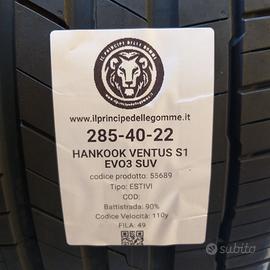 IL PRINCIPE DELLE GOMME
www.ilprincipedellegomme.it
285-40-22
HANKOOK VENTUS S1
EVO3 SUV
codice prodotto: 55689
Tipo: ESTIVI
COD:
Battistrada: 90%
Codice Velocità: 110y
FILA: 49
subito